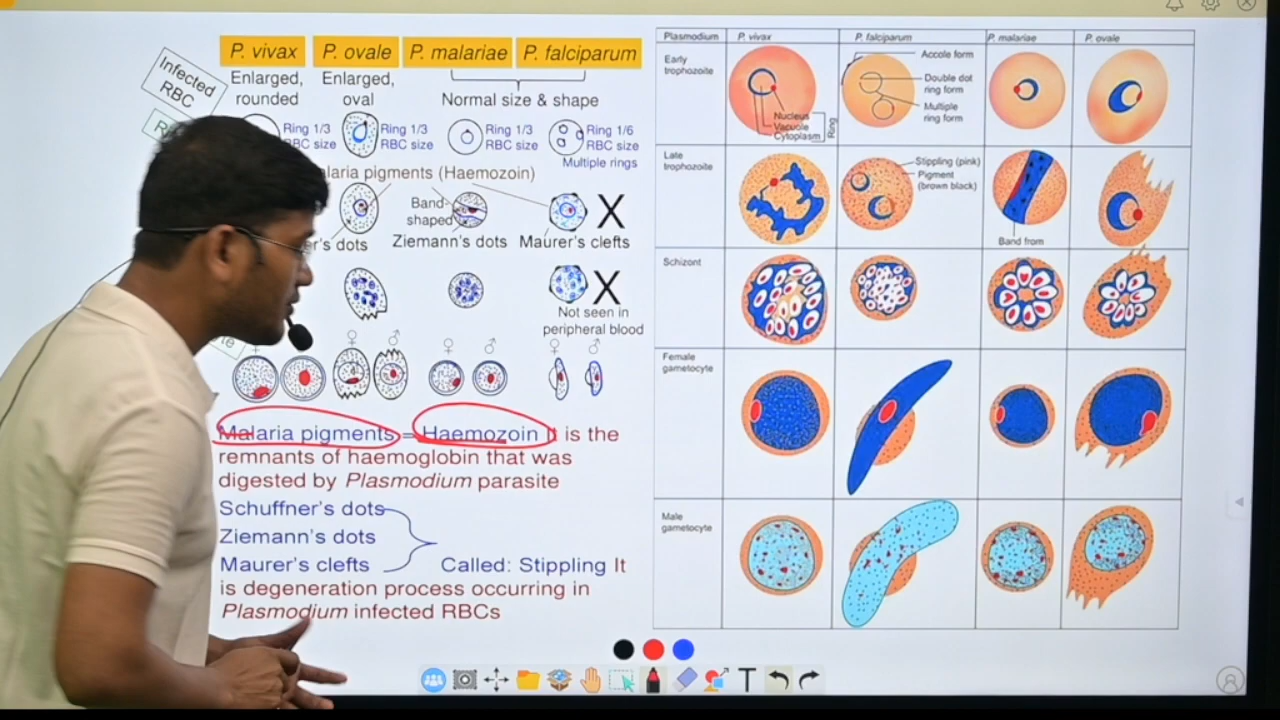 P. vivax
P. ovale
P. malariae
P. falciparum
Infected
RBC
Enlarged,
rounded
Enlarged,
oval
Normal size & shape
Ring 1/3
RBC size
Ring 1/3
RBC size
Ring 1/3
RBC size
Ring 1/6
RBC size
Multiple rings
alaria pigments (Haemozoin)
Band-
shaped
X
er's dots
Ziemann's dots
Maurer's clefts
X
Not seen in
peripheral blood
♀ ♂ ♀ ♂ ♀ ♂
Malaria pigments = Haemozoin It is the
remnants of haemoglobin that was
digested by Plasmodium parasite
Schuffner's dots
Ziemann's dots
Maurer's clefts
Called: Stippling It
is degeneration process occurring in
Plasmodium infected RBCs
Plasmodium
P. vivax
P. falciparum
P. malariae
P. ovale
Early
trophozoite
Nucleus
Vacuole
Cytoplasm
Ring
Accole form
Double dot
ring form
Multiple
ring form
Late
trophozoite
Stippling (pink)
Pigment
(brown black)
Band from
Schizont
Female
gametocyte
Male
gametocyte
T